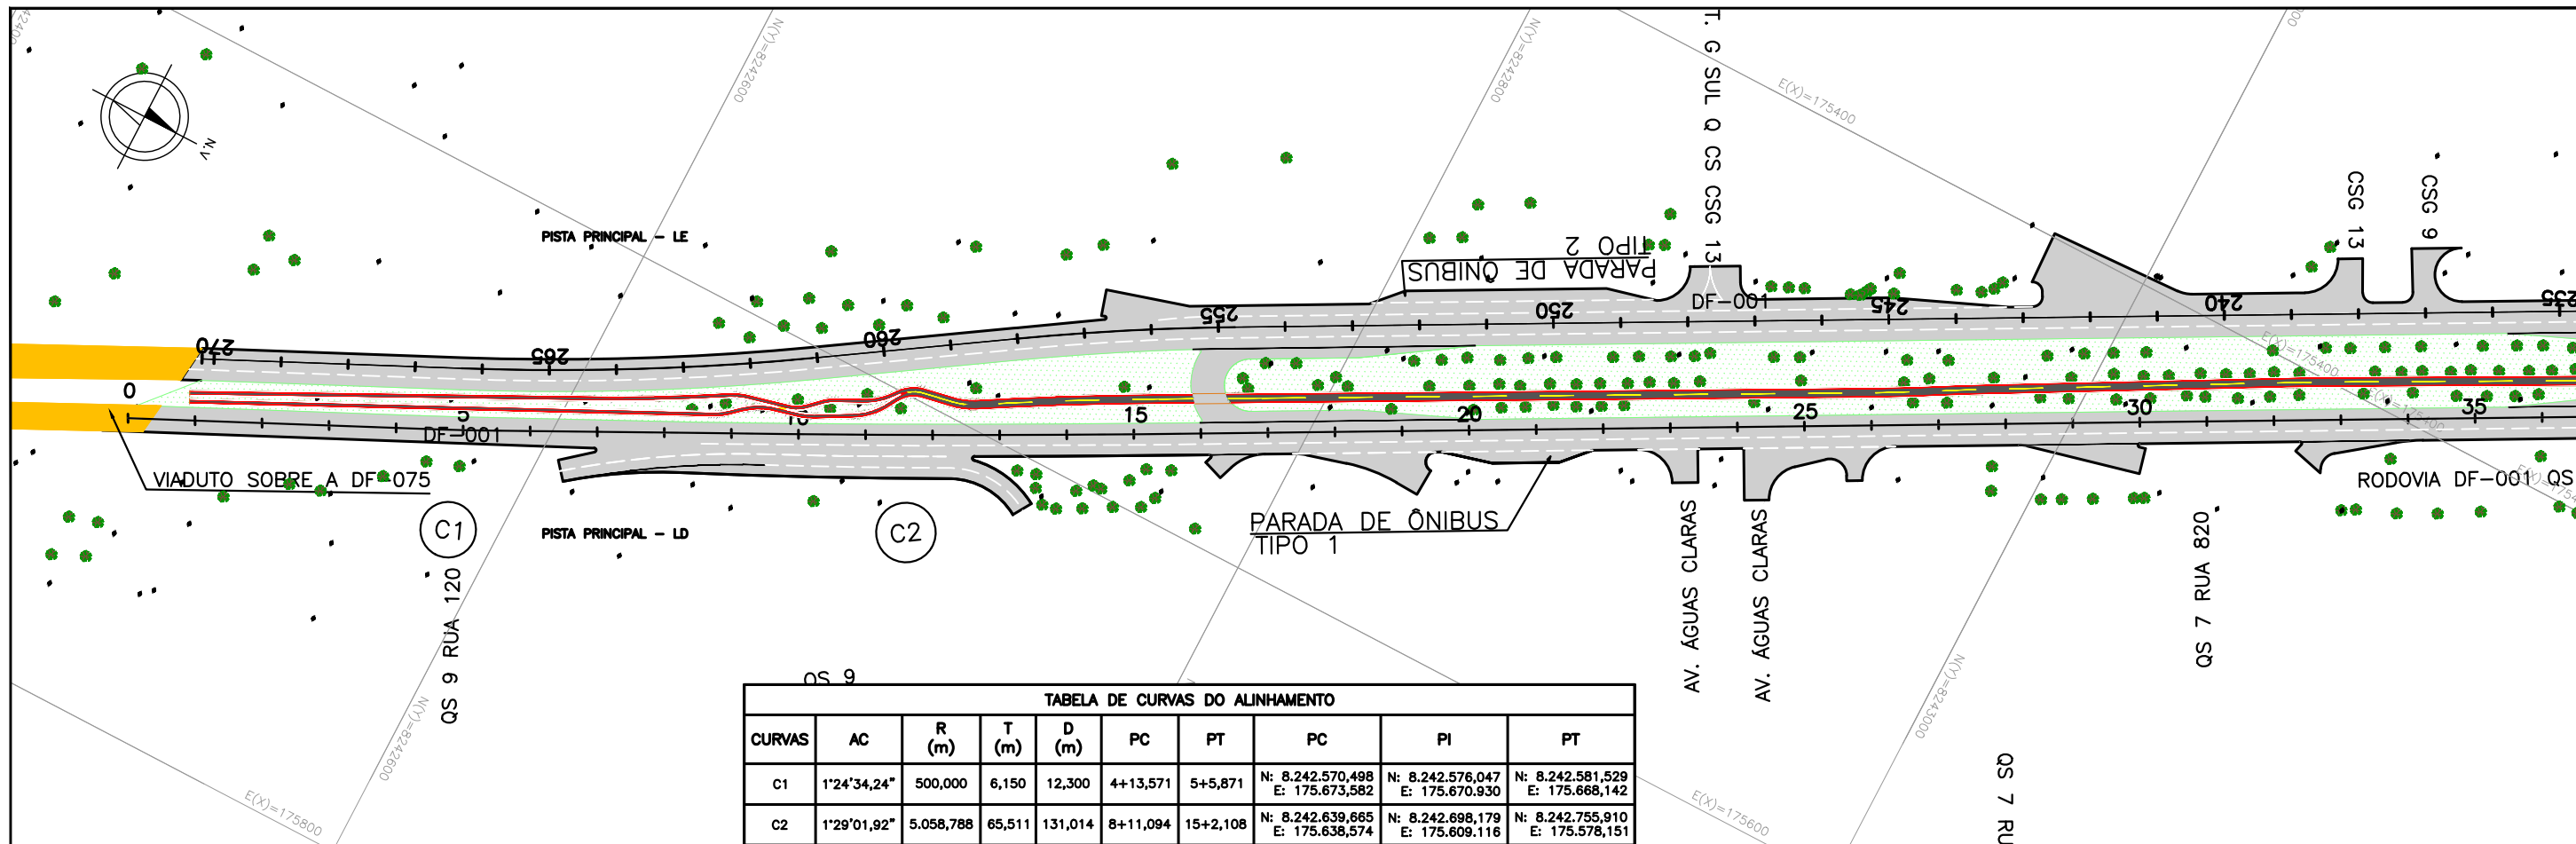 N(Y)=8242600
N(Y)=8242800
T. G SUL Q CS CSG 13
E(X)=175400
N.V
PISTA PRINCIPAL - LE
PARADA DE ÔNIBUS
TIPO 2
CSG 13
CSG 9
DF-001
270
265
260
255
250
245
240
235
E(X)=175400
E(X)=175400
0
5
10
15
20
25
30
35
DF-001
VIADUTO SOBRE A DF-075
C1
PISTA PRINCIPAL - LD
C2
PARADA DE ÔNIBUS
TIPO 1
RODOVIA DF-001 QS
QS 9 RUA 120
AV. ÁGUAS CLARAS
AV. ÁGUAS CLARAS
QS 7 RUA 820
QS 9
N(Y)=8242600
N(Y)=8243000
E(X)=175800
E(X)=175600
QS 7 RU
TABELA DE CURVAS DO ALINHAMENTO
CURVAS AC R (m) T (m) D (m) PC PT PC PI PT
C1 1°24'34,24" 500,000 6,150 12,300 4+13,571 5+5,871 N: 8.242.570,498 E: 175.673,582 N: 8.242.576,047 E: 175.670.930 N: 8.242.581,529 E: 175.668,142
C2 1°29'01,92" 5.058,788 65,511 131,014 8+11,094 15+2,108 N: 8.242.639,665 E: 175.638,574 N: 8.242.698,179 E: 175.609.116 N: 8.242.755,910 E: 175.578,151